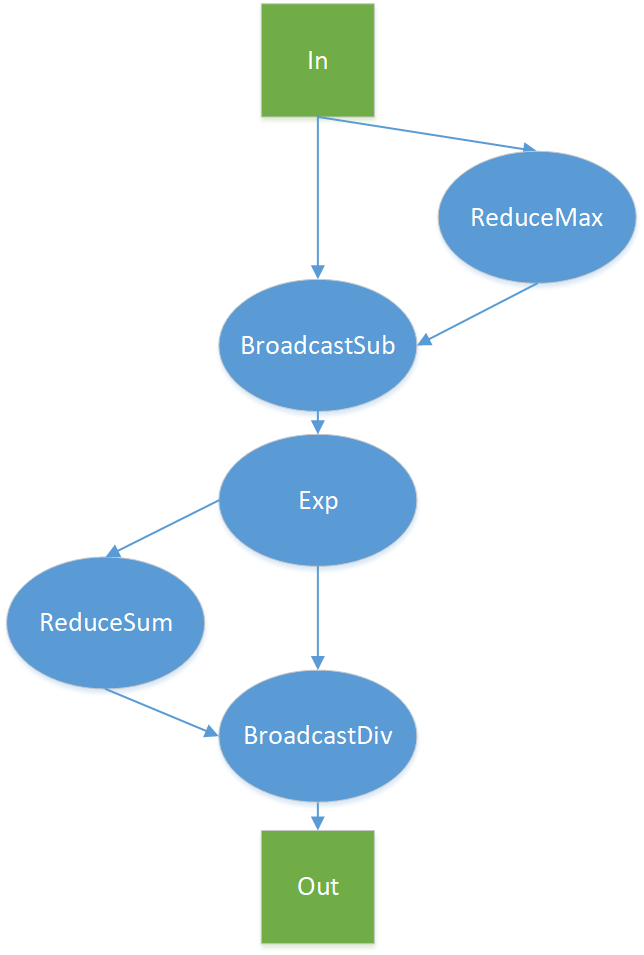 In
ReduceMax
BroadcastSub
Exp
ReduceSum
BroadcastDiv
Out